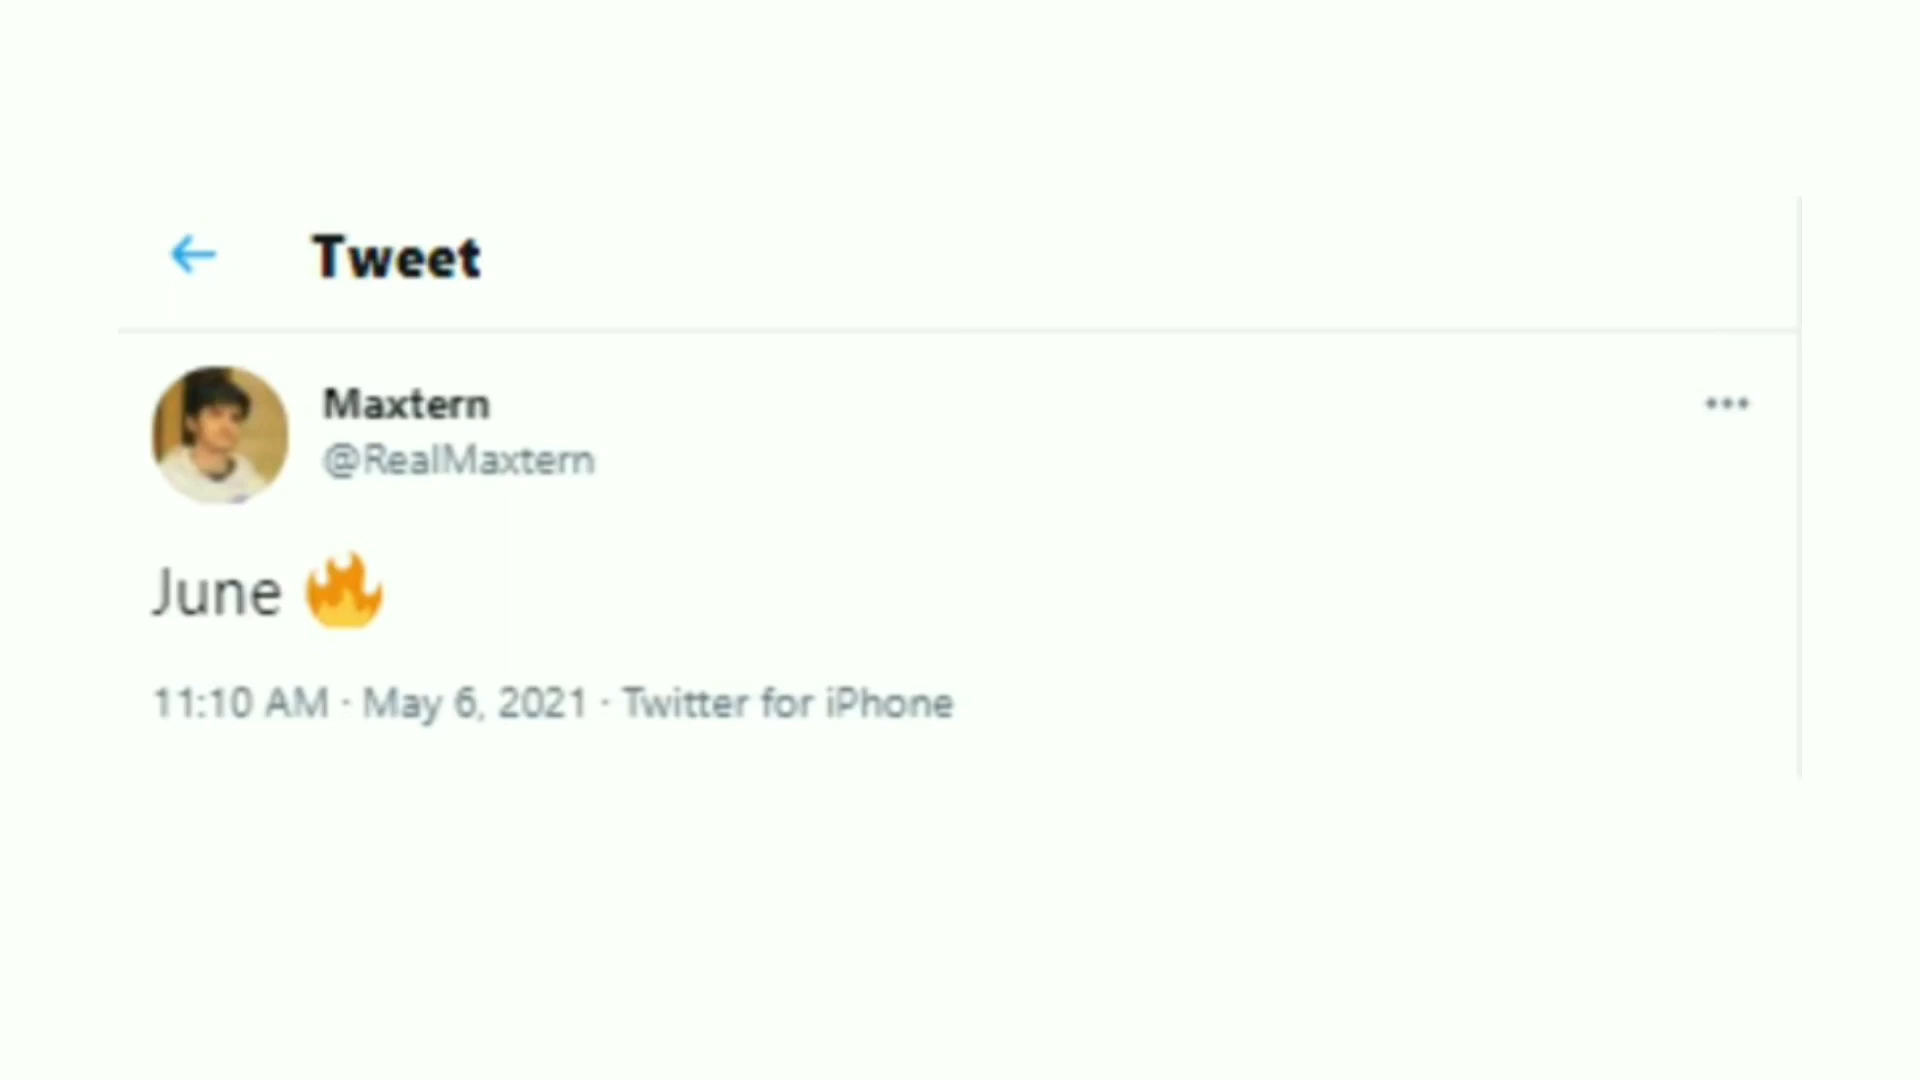 Tweet
Maxtern
@RealMaxtern
June 🔥
11:10 AM · May 6, 2021 · Twitter for iPhone